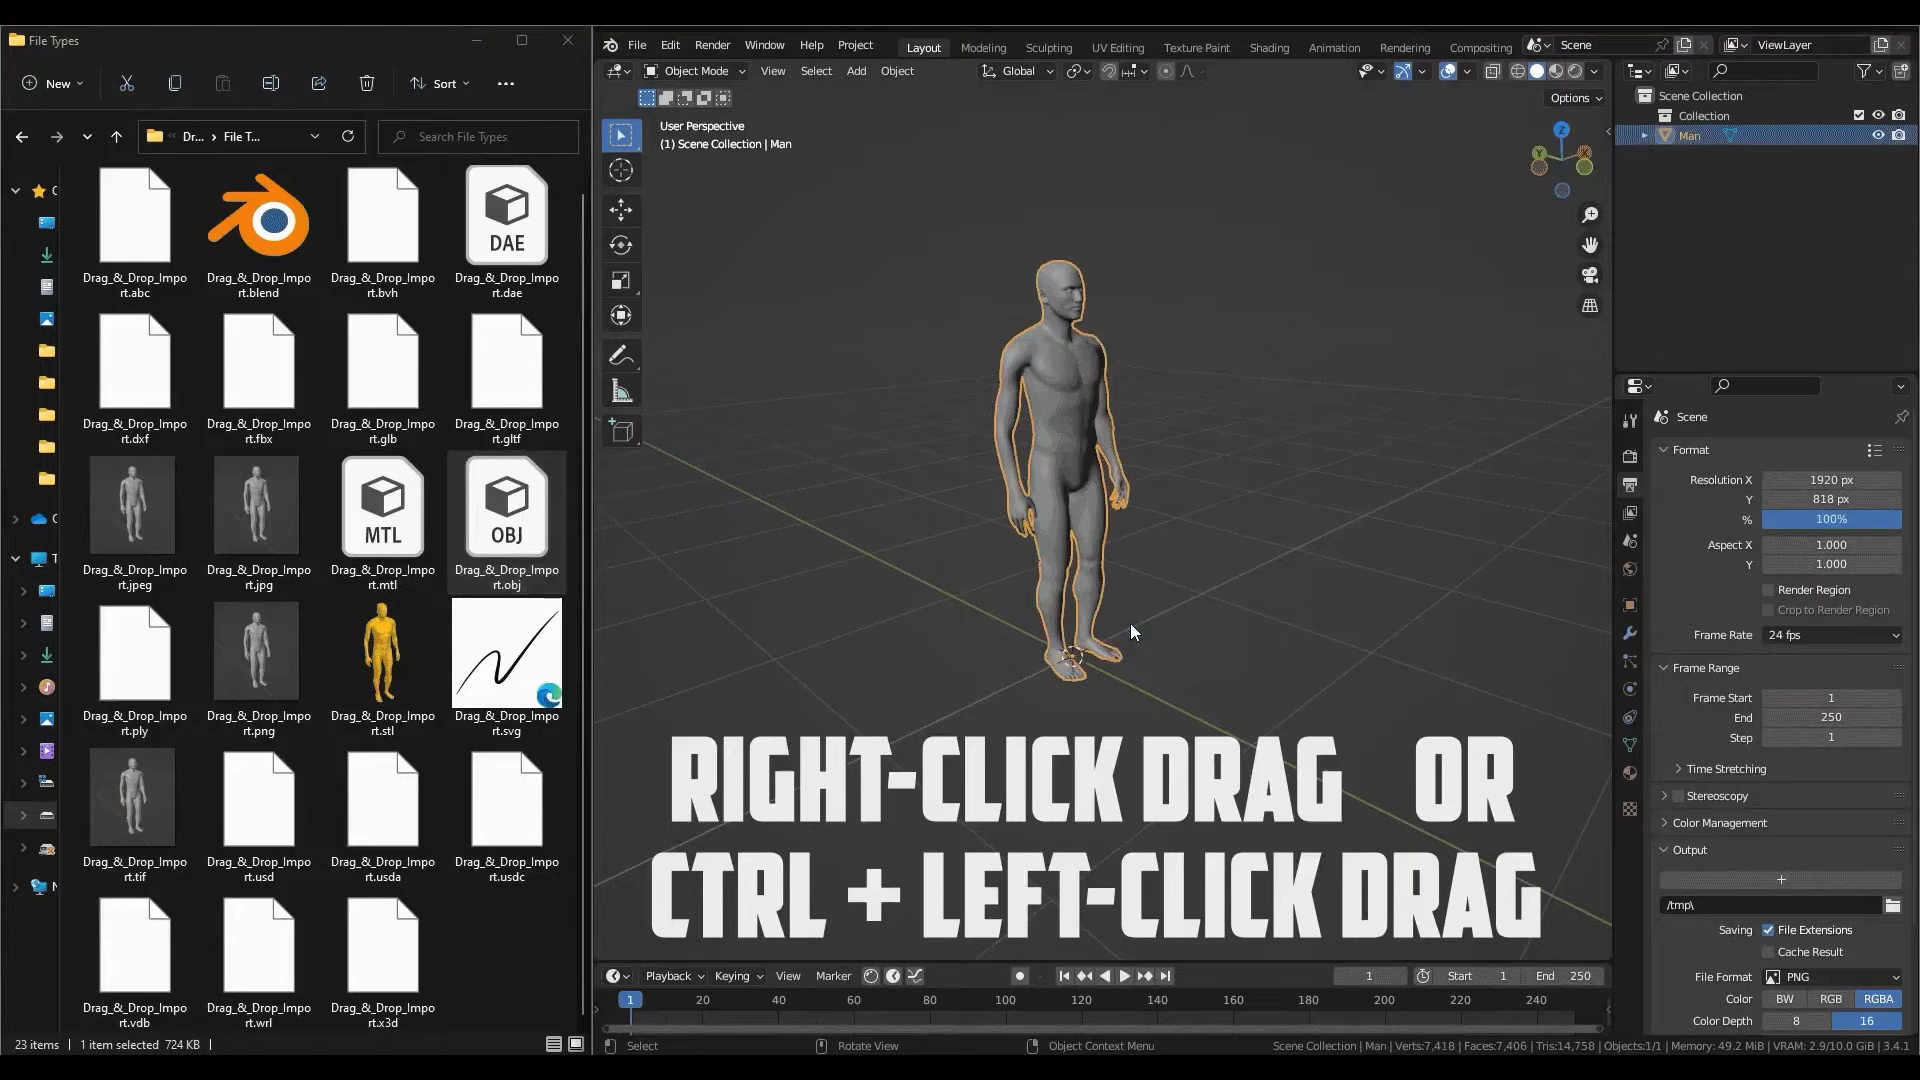 File Types
New
Sort
Dr... › File T...
Search File Types
DAE
Drag_&_Drop_Impo
rt.abc
Drag_&_Drop_Impo
rt.blend
Drag_&_Drop_Impo
rt.bvh
Drag_&_Drop_Impo
rt.dae
Drag_&_Drop_Impo
rt.dxf
Drag_&_Drop_Impo
rt.fbx
Drag_&_Drop_Impo
rt.glb
Drag_&_Drop_Impo
rt.gltf
MTL
OBJ
Drag_&_Drop_Impo
rt.jpeg
Drag_&_Drop_Impo
rt.jpg
Drag_&_Drop_Impo
rt.mtl
Drag_&_Drop_Impo
rt.obj
Drag_&_Drop_Impo
rt.ply
Drag_&_Drop_Impo
rt.png
Drag_&_Drop_Impo
rt.stl
Drag_&_Drop_Impo
rt.svg
Drag_&_Drop_Impo
rt.tif
Drag_&_Drop_Impo
rt.usd
Drag_&_Drop_Impo
rt.usda
Drag_&_Drop_Impo
rt.usdc
Drag_&_Drop_Impo
rt.vdb
Drag_&_Drop_Impo
rt.wrl
Drag_&_Drop_Impo
rt.x3d
23 items | 1 item selected 724 KB |
File Edit Render Window Help Project
Layout Modeling Sculpting UV Editing Texture Paint Shading Animation Rendering Compositing
Scene
ViewLayer
Object Mode View Select Add Object
Global
Options
User Perspective
(1) Scene Collection | Man
Z
RIGHT-CLICK DRAG OR
CTRL + LEFT-CLICK DRAG
Playback Keying View Marker
1
Start 1
End 250
1 20 40 60 80 100 120 140 160 180 200 220 240
Select
Rotate View
Object Context Menu
Scene Collection | Man | Verts:7,418 | Faces:7,406 | Tris:14,758 | Objects:1/1 | Memory: 49.2 MiB | VRAM: 2.9/10.0 GiB | 3.4.1
Scene Collection
Collection
Man
Scene
Format
Resolution X 1920 px
Y 818 px
% 100%
Aspect X 1.000
Y 1.000
Render Region
Crop to Render Region
Frame Rate 24 fps
Frame Range
Frame Start 1
End 250
Step 1
Time Stretching
Stereoscopy
Color Management
Output
/tmp\
Saving File Extensions
Cache Result
File Format PNG
Color BW RGB RGBA
Color Depth 8 16